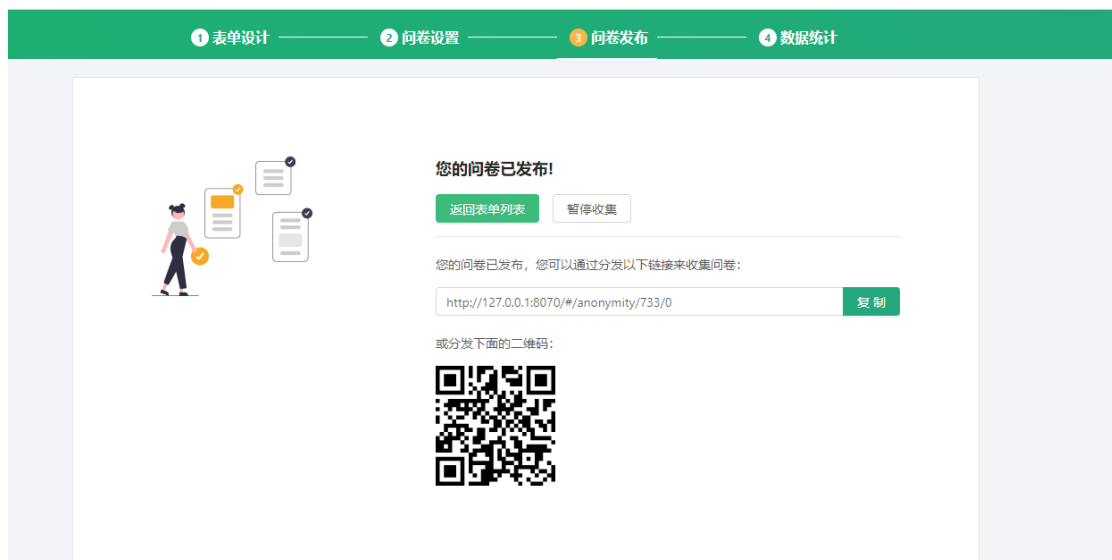 1 表单设计
2 问卷设置
3 问卷发布
4 数据统计
您的问卷已发布!
返回表单列表
暂停收集
您的问卷已发布，您可以通过分发以下链接来收集问卷：
http://127.0.0.1:8070/#/anonymity/733/0
复 制
或分发下面的二维码：